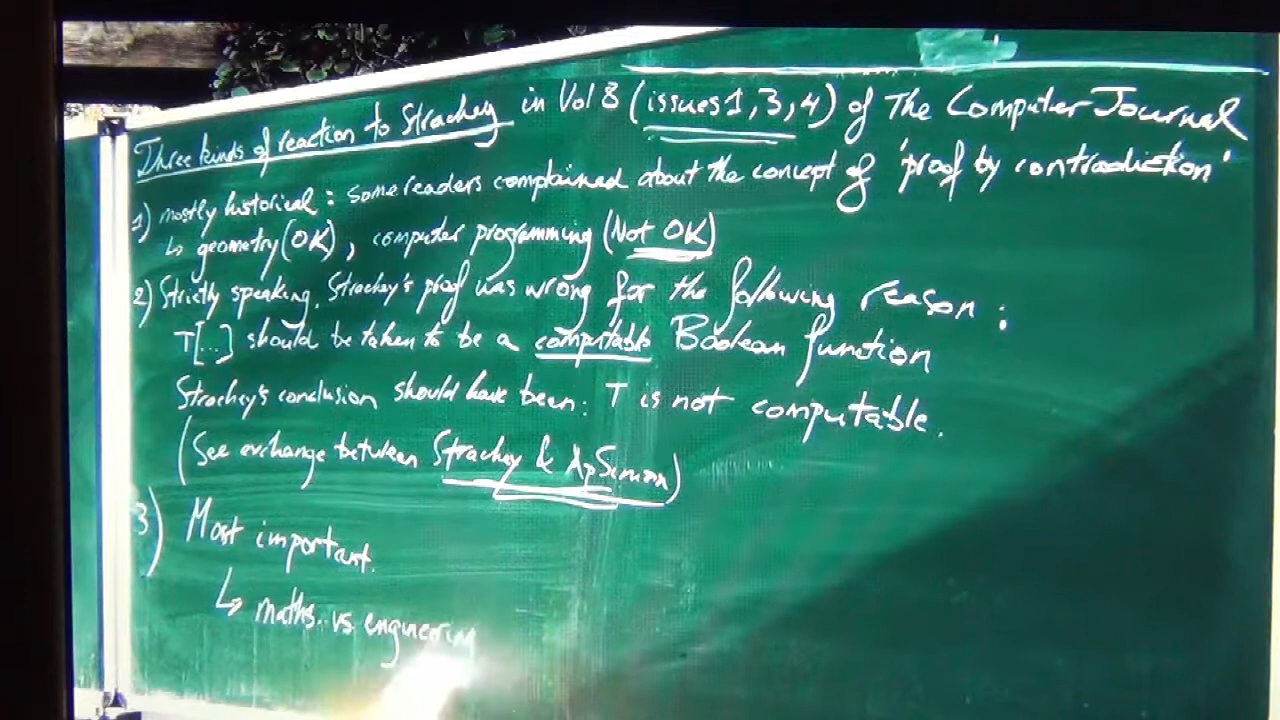 Three kinds of reaction to Strachey in Vol 8 (issues 1, 3, 4) of The Computer Journal
1) mostly historical: some readers complained about the concept of 'proof by contradiction'
↳ geometry (OK), computer programming (Not OK)
2) Strictly speaking, Strachey's proof was wrong for the following reason:
T[...] should be taken to be a computable Boolean function
Strachey's conclusion should have been: T is not computable.
(See exchange between Strachey &
3) Most important.
↳ maths. vs. enginering